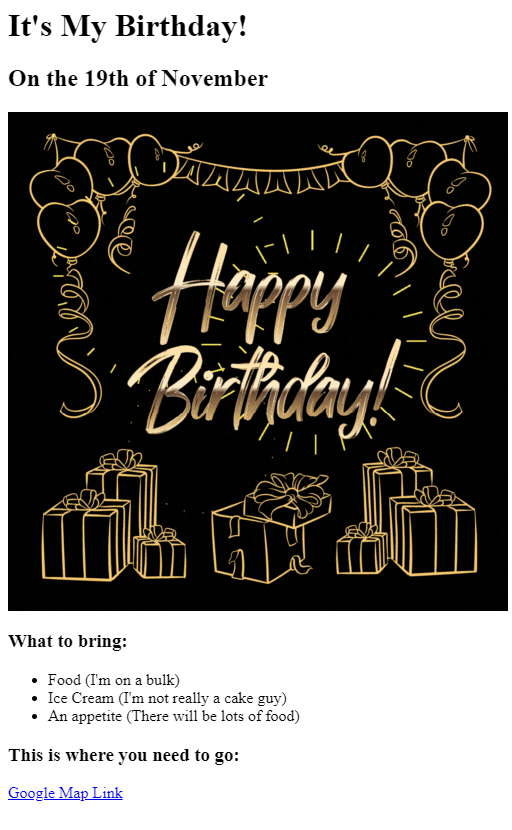 It's My Birthday!
On the 19th of November
Happy
Birthday!
What to bring:
Food (I'm on a bulk)
Ice Cream (I'm not really a cake guy)
An appetite (There will be lots of food)
This is where you need to go:
Google Map Link